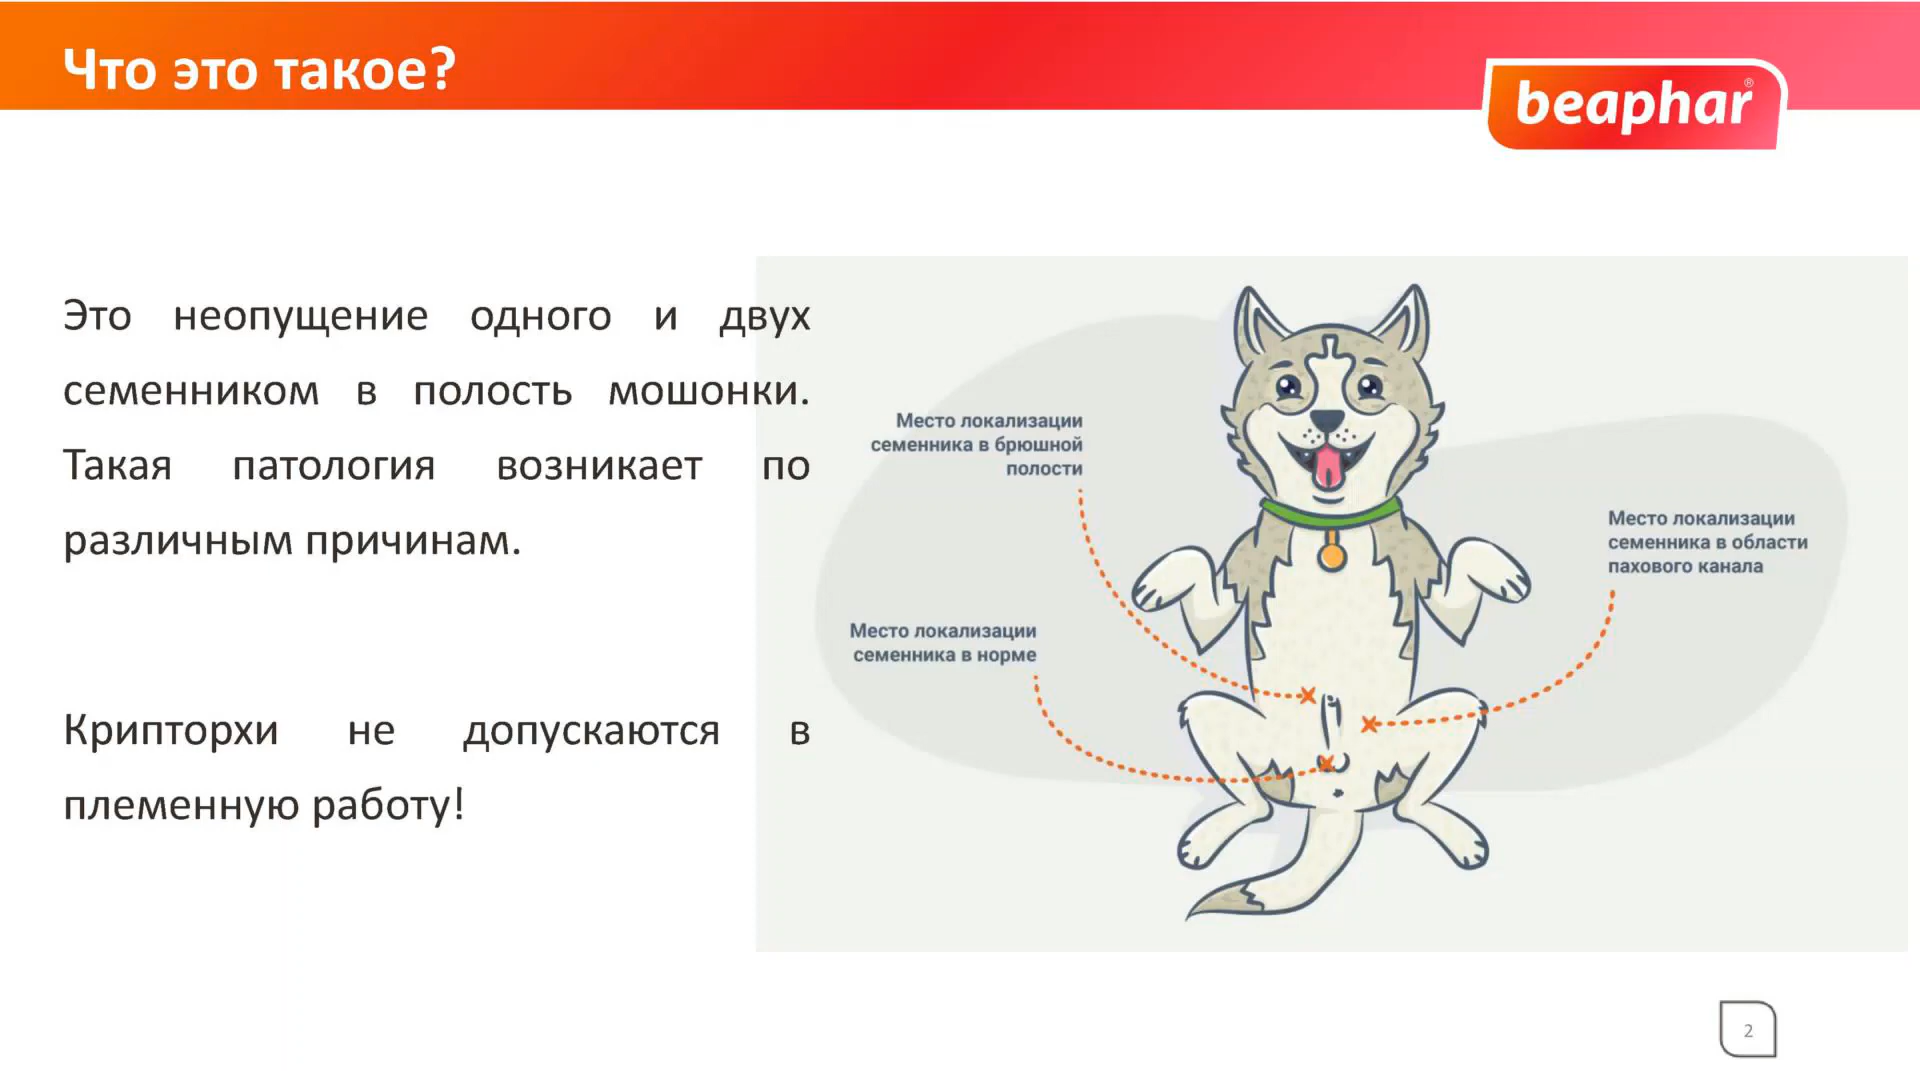 Что это такое?
beaphar®
Это неопущение одного и двух
семенником в полость мошонки.
Такая патология возникает по
различным причинам.
Крипторхи не допускаются в
племенную работу!
Место локализации
семенника в брюшной
полости
Место локализации
семенника в норме
Место локализации
семенника в области
пахового канала
2